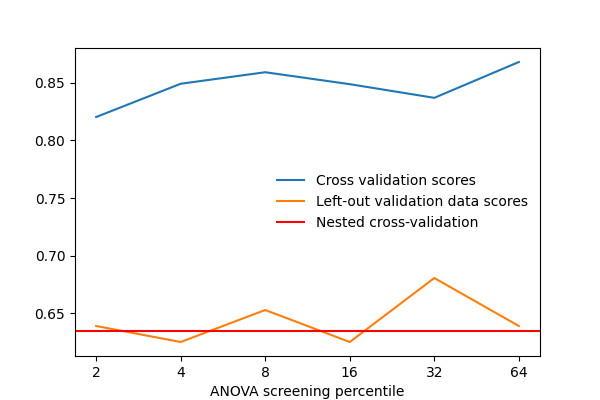 0.85
0.80
0.75
0.70
0.65
Cross validation scores
Left-out validation data scores
Nested cross-validation
2 4 8 16 32 64
ANOVA screening percentile